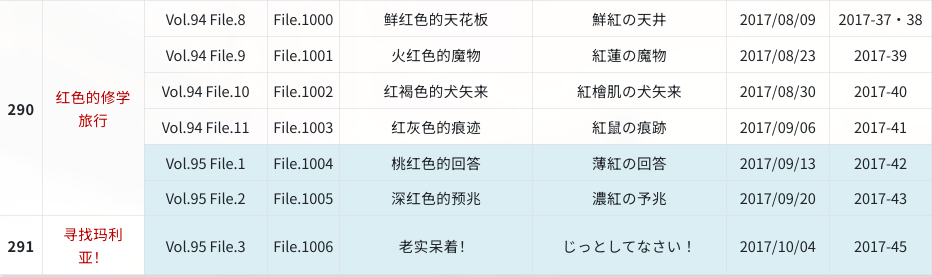 Vol.94 File.8 File.1000 鲜红色的天花板 鮮紅の天井 2017/08/09 2017-37・38
Vol.94 File.9 File.1001 火红色的魔物 紅蓮の魔物 2017/08/23 2017-39
290 红色的修学旅行 Vol.94 File.10 File.1002 红褐色的犬矢来 紅檜肌の犬矢来 2017/08/30 2017-40
Vol.94 File.11 File.1003 红灰色的痕迹 紅鼠の痕跡 2017/09/06 2017-41
Vol.95 File.1 File.1004 桃红色的回答 薄紅の回答 2017/09/13 2017-42
Vol.95 File.2 File.1005 深红色的预兆 濃紅の予兆 2017/09/20 2017-43
291 寻找玛利亚！ Vol.95 File.3 File.1006 老实呆着！ じっとしてなさい！ 2017/10/04 2017-45